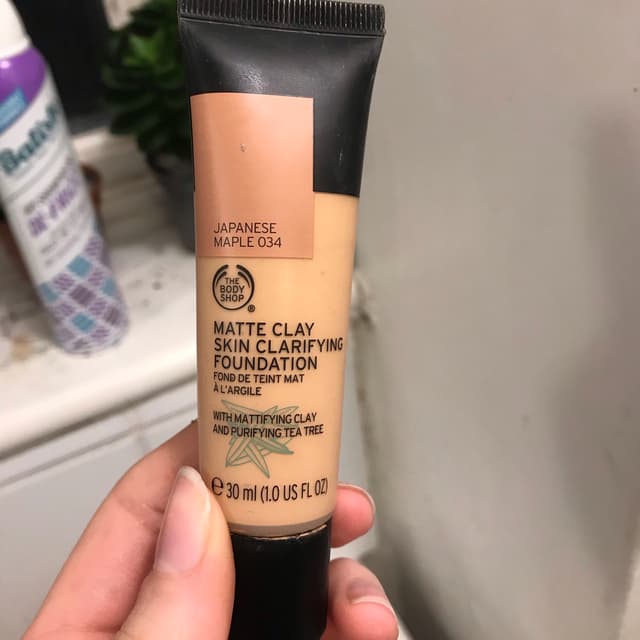 JAPANESE
MAPLE 034
THE
BODY
SHOP
®
MATTE CLAY
SKIN CLARIFYING
FOUNDATION
FOND DE TEINT MAT
À L'ARGILE
WITH MATTIFYING CLAY
AND PURIFYING TEA TREE
℮ 30 ml (1.0 US FL OZ)